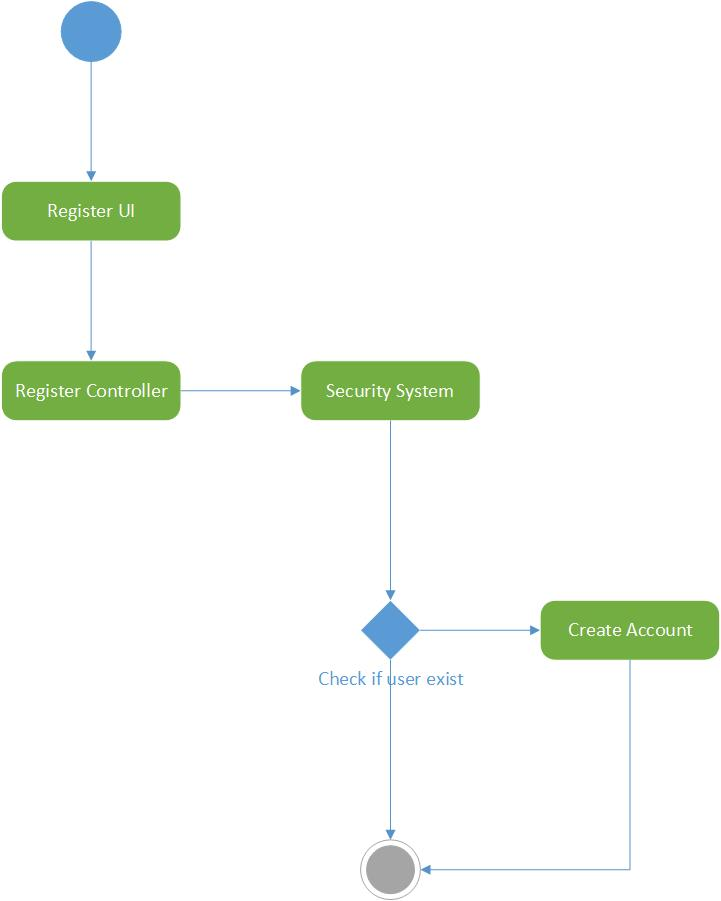 Register UI
Register Controller
Security System
Create Account
Check if user exist